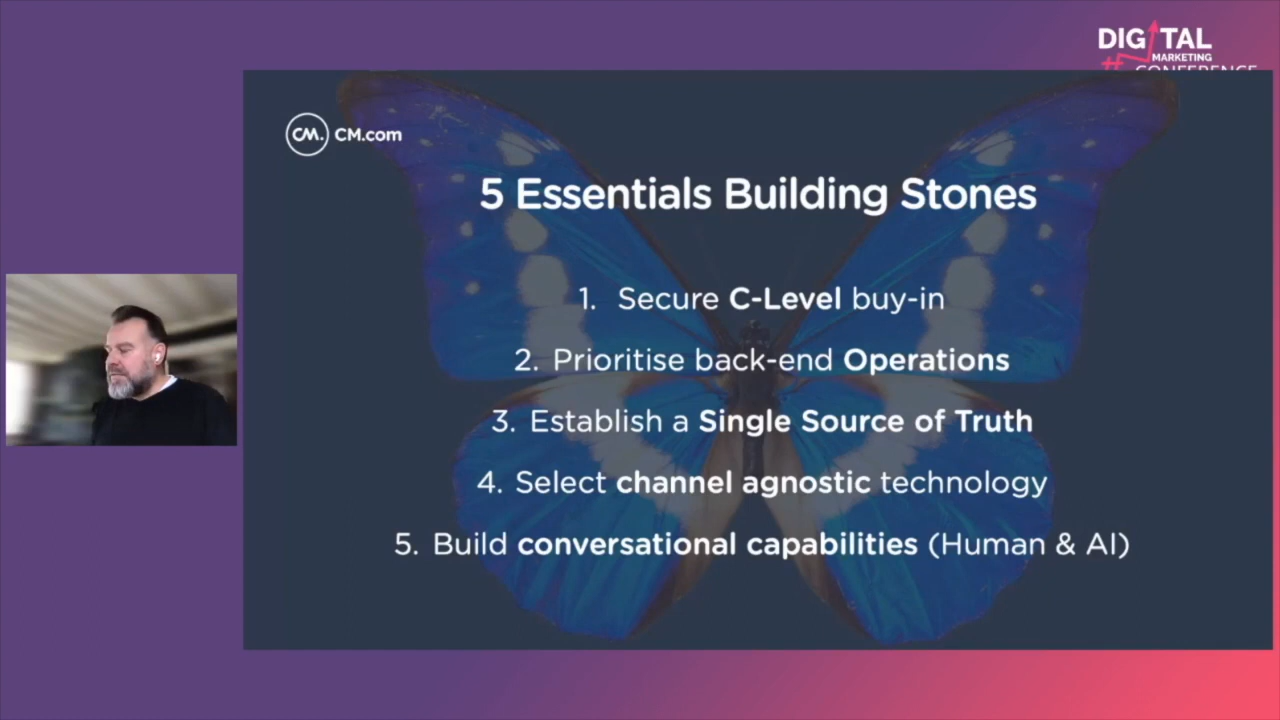 DIGITAL
MARKETING
#CONFERENCE
CM. CM.com
5 Essentials Building Stones
1. Secure C-Level buy-in
2. Prioritise back-end Operations
3. Establish a Single Source of Truth
4. Select channel agnostic technology
5. Build conversational capabilities (Human & AI)